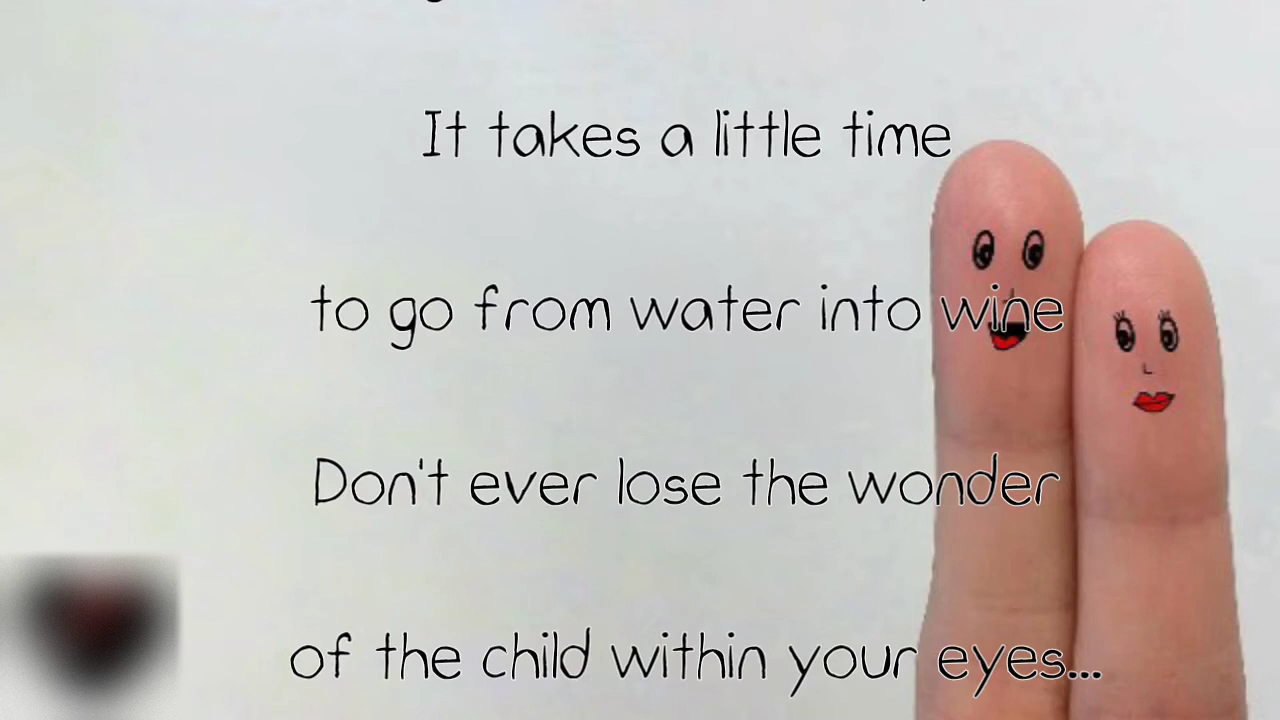 It takes a little time
to go from water into wine
Don't ever lose the wonder
of the child within your eyes...